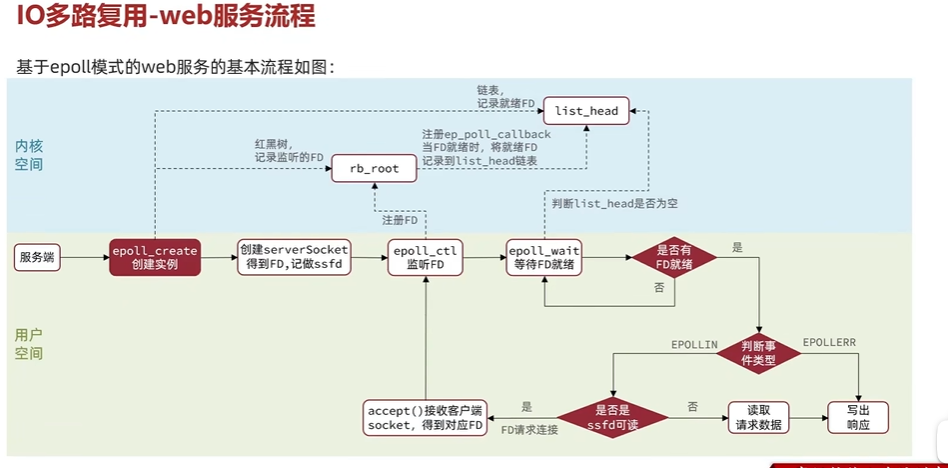 IO多路复用-web服务流程
基于epoll模式的web服务的基本流程如图：
链表，
记录就绪FD
list_head
内核
空间
红黑树，
记录监听的FD
rb_root
注册ep_poll_callback
当FD就绪时，将就绪FD
记录到list_head链表
注册FD
判断list_head是否为空
服务端
epoll_create
创建实例
创建serverSocket
得到FD,记做ssfd
epoll_ctl
监听FD
epoll_wait
等待FD就绪
是否有
FD就绪
是
否
用户
空间
EPOLLIN
判断事
件类型
EPOLLERR
accept()接收客户端
socket，得到对应FD
是
FD请求连接
是否是
ssfd可读
否
读取
请求数据
写出
响应